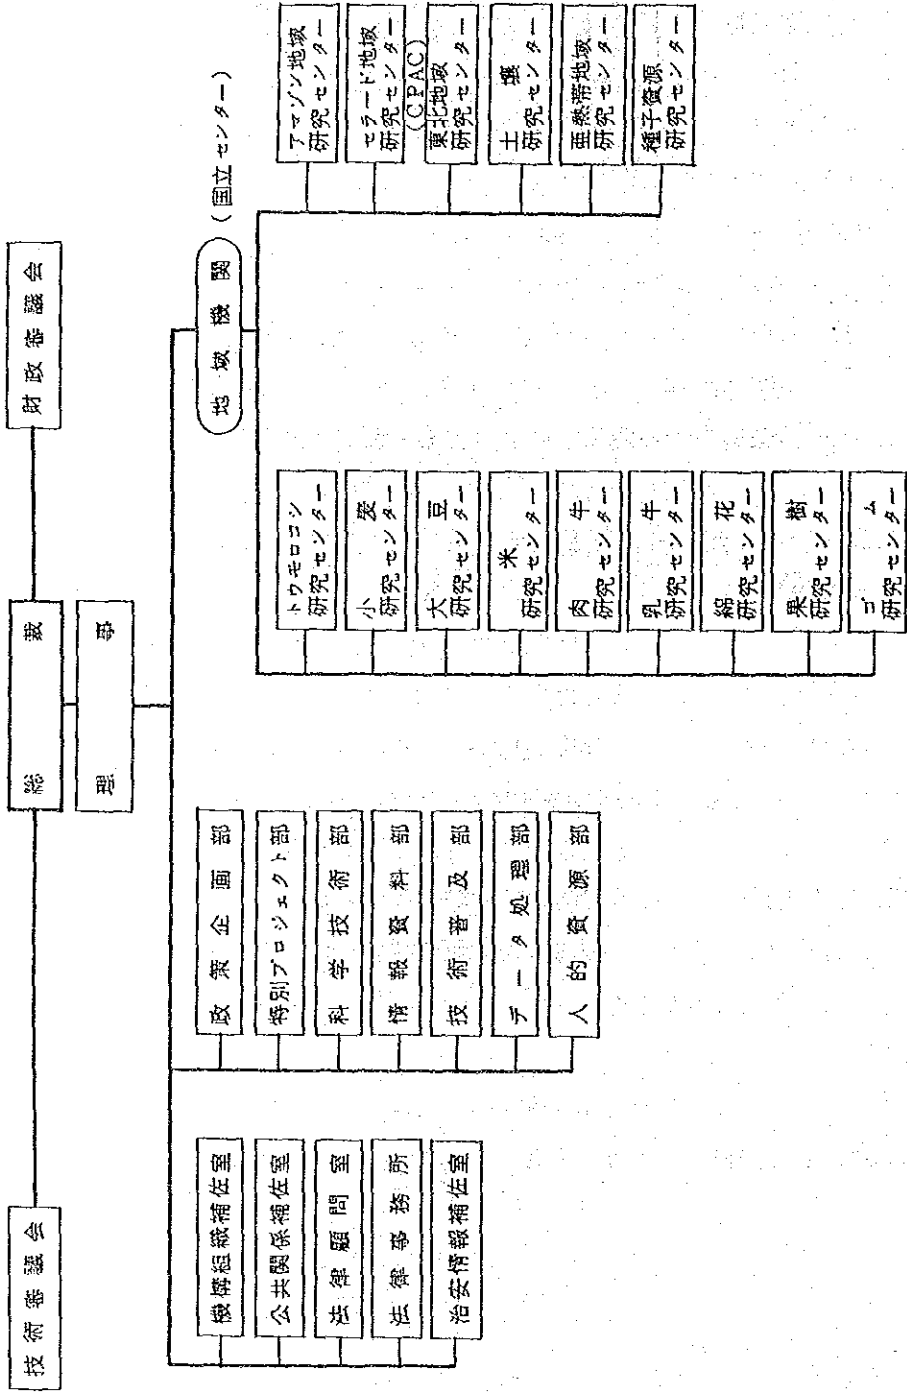 技術審議会
総裁
財政審議会
理事
機構組織補佐室
公共関係補佐室
法律顧問室
法律事務所
治安情報補佐室
政策企画部
特別プロジェクト部
科学技術部
情報資料部
技術普及部
データ処理部
人的資源部
地域機関
(国立センター)
トウモロコシ
研究センター
小麦
研究センター
大豆
研究センター
米
研究センター
肉牛
研究センター
乳牛
研究センター
綿花
研究センター
果樹
研究センター
ゴム
研究センター
アマゾン地域
研究センター
セラード地域
研究センター
(CPAC)
東北地域
研究センター
土壌
研究センター
亜熱帯地域
研究センター
種子資源
研究センター